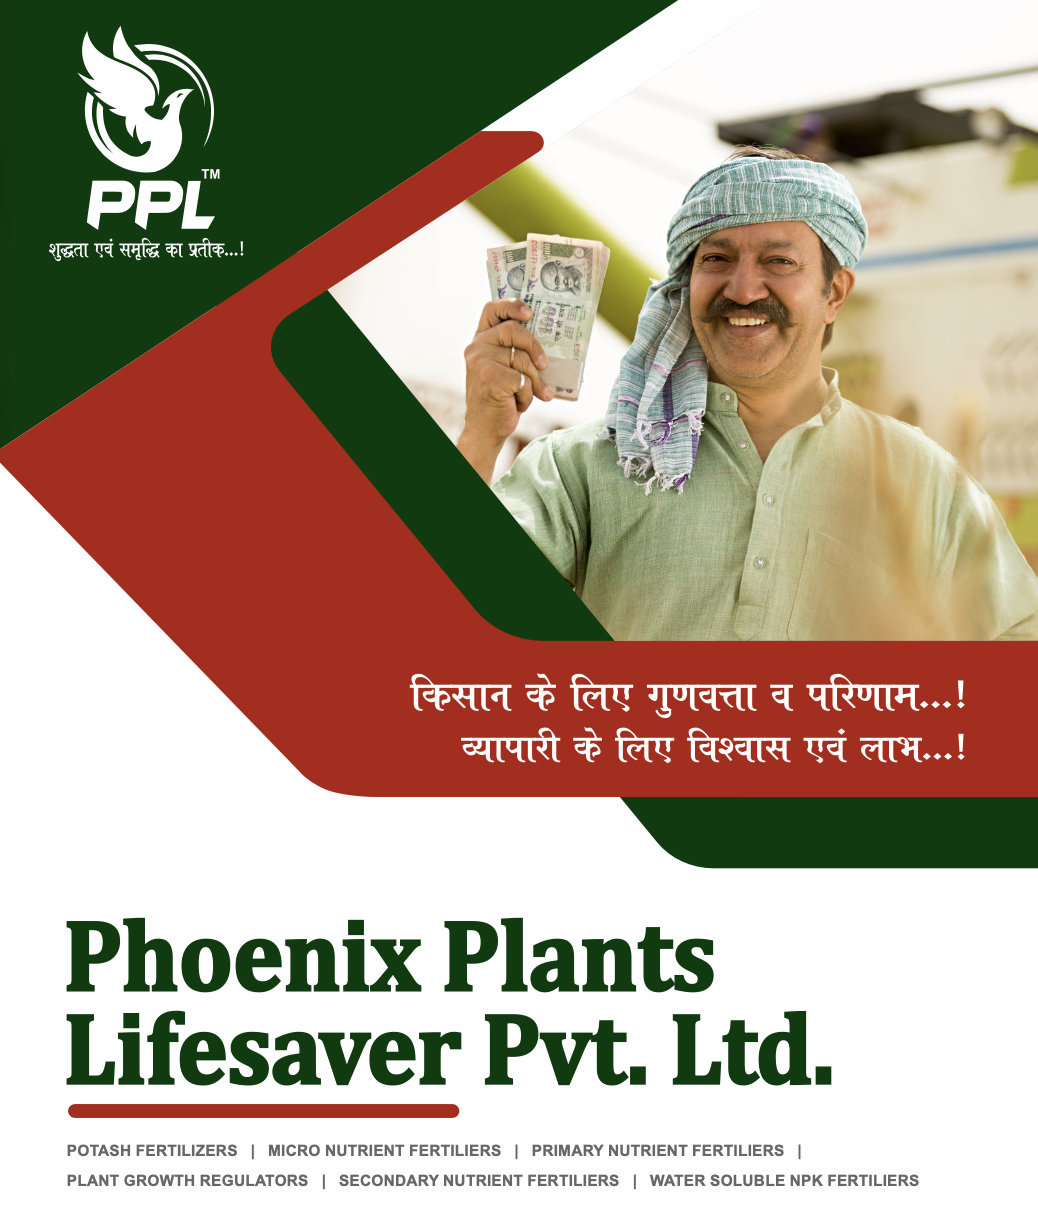 PPL™
शुद्धता एवं समृद्धि का प्रतीक...!
किसान के लिए गुणवत्ता व परिणाम...!
व्यापारी के लिए विश्वास एवं लाभ...!
Phoenix Plants
Lifesaver Pvt. Ltd.
POTASH FERTILIZERS | MICRO NUTRIENT FERTILIERS | PRIMARY NUTRIENT FERTILIERS |
PLANT GROWTH REGULATORS | SECONDARY NUTRIENT FERTILIERS | WATER SOLUBLE NPK FERTILIERS